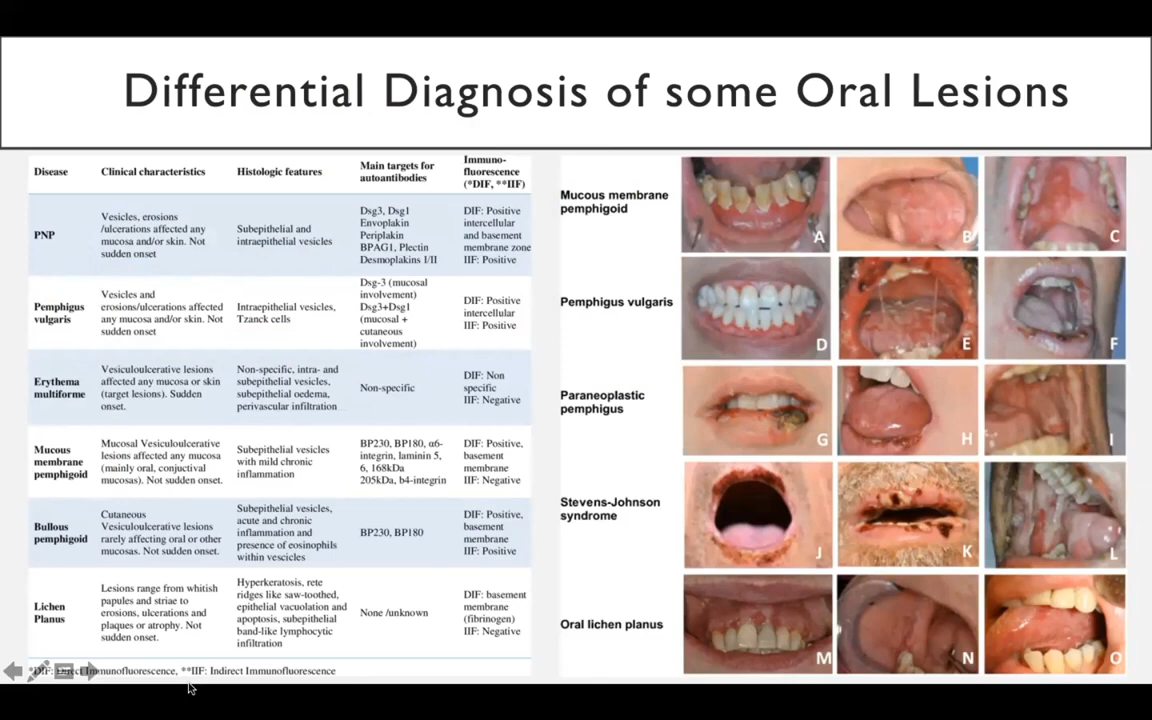 Differential Diagnosis of some Oral Lesions
Disease
Clinical characteristics
Histologic features
Main targets for
autoantibodies
Immuno-
fluorescence
(*DIF, **IIF)
PNP
Vesicles, erosions
/ulcerations affected any
mucosa and/or skin. Not
sudden onset
Subepithelial and
intraepithelial vesicles
Dsg3, Dsg1
Envoplakin
Periplakin
BPAG1, Plectin
Desmoplakins I/II
DIF: Positive
intercellular
and basement
membrane zone
IIF: Positive
Pemphigus
vulgaris
Vesicles and
erosions/ulcerations affected
any mucosa and/or skin. Not
sudden onset
Intraepithelial vesicles,
Tzanck cells
Dsg-3 (mucosal
involvement)
Dsg3+Dsg1
(mucosal +
cutaneous
involvement)
DIF: Positive
intercellular
IIF: Positive
Erythema
multiforme
Vesiculoulcerative lesions
affected any mucosa or skin
(target lesions). Sudden
onset.
Non-specific, intra- and
subepithelial vesicles,
subepithelial oedema,
perivascular infiltration
Non-specific
DIF: Non
specific
IIF: Negative
Mucous
membrane
pemphigoid
Mucosal Vesiculoulcerative
lesions affected any mucosa
(mainly oral, conjuctival
mucosas). Not sudden onset.
Subepithelial vesicles
with mild chronic
inflammation
BP230, BP180, α6-
integrin, laminin 5,
6, 168kDa
205kDa, b4-integrin
DIF: Positive,
basement
membrane
IIF: Negative
Bullous
pemphigoid
Cutaneous
Vesiculoulcerative lesions
rarely affecting oral or other
mucosas. Not sudden onset.
Subepithelial vesicles,
acute and chronic
inflammation and
presence of eosinophils
within vescicles
BP230, BP180
DIF: Positive,
basement
membrane
IIF: Positive
Lichen
Planus
Lesions range from whitish
papules and striae to
erosions, ulcerations and
plaques or atrophy. Not
sudden onset.
Hyperkeratosis, rete
ridges like saw-toothed,
epithelial vacuolation and
apoptosis, subepithelial
band-like lymphocytic
infiltration
None /unknown
DIF: basement
membrane
(fibrinogen)
IIF: Negative
*DIF: Direct Immunofluorescence, **IIF: Indirect Immunofluorescence
Mucous membrane
pemphigoid
A
B
C
Pemphigus vulgaris
D
E
F
Paraneoplastic
pemphigus
G
H
I
Stevens-Johnson
syndrome
J
K
L
Oral lichen planus
M
N
O